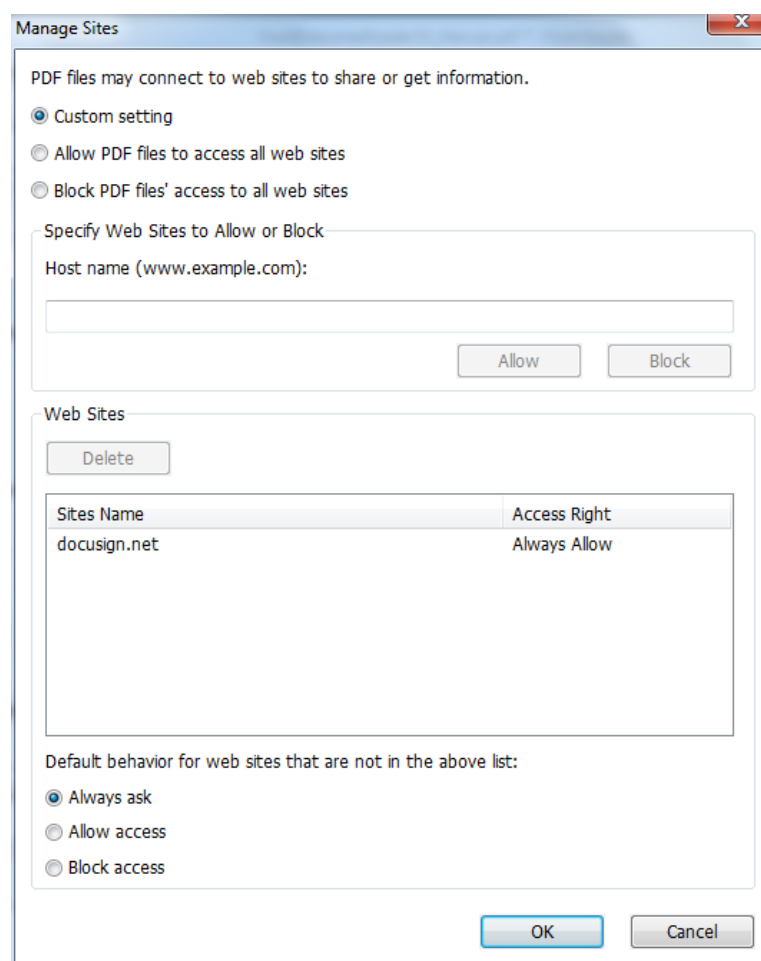 Manage Sites
PDF files may connect to web sites to share or get information.
Custom setting
Allow PDF files to access all web sites
Block PDF files' access to all web sites
Specify Web Sites to Allow or Block
Host name (www.example.com):
Allow Block
Web Sites
Delete
Sites Name Access Right
docusign.net Always Allow
Default behavior for web sites that are not in the above list:
Always ask
Allow access
Block access
OK Cancel